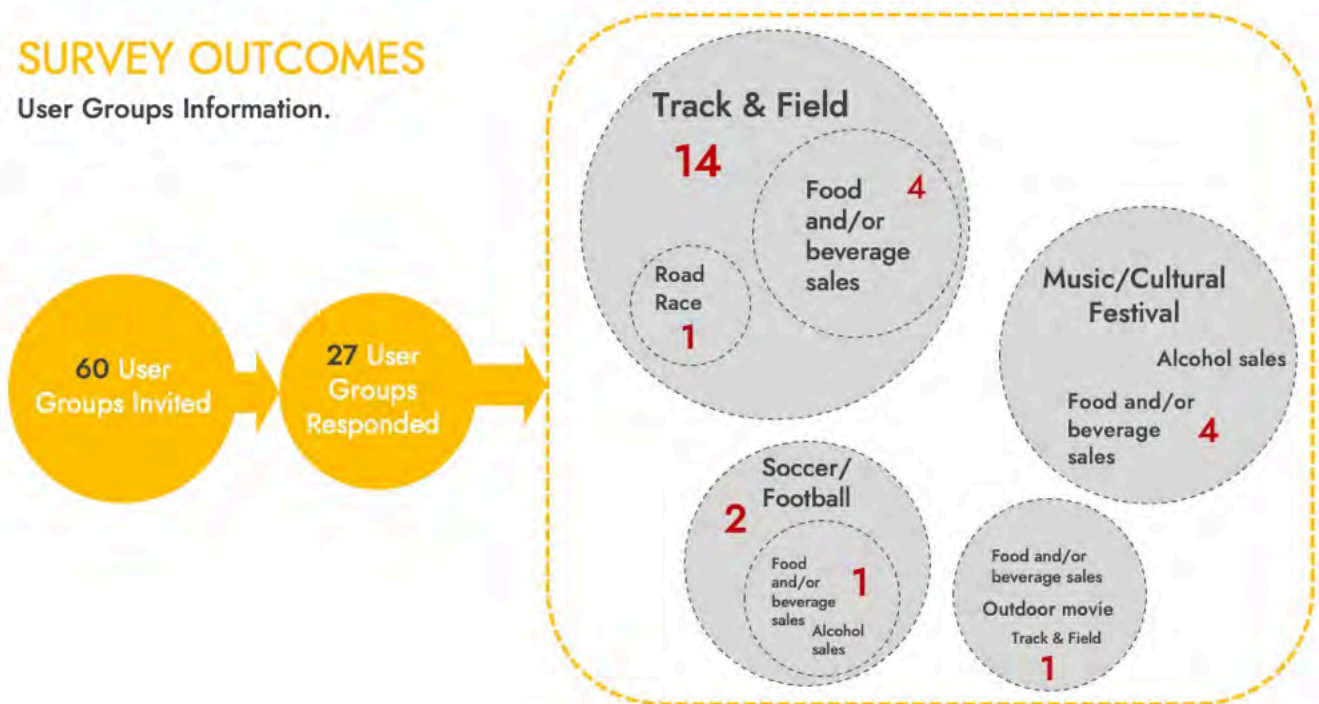 SURVEY OUTCOMES
User Groups Information.
60 User
Groups Invited
27 User
Groups
Responded
Track & Field
14
Food
and/or
beverage
sales
4
Road
Race
1
Music/Cultural
Festival
Alcohol sales
Food and/or
beverage
sales
4
Soccer/
Football
2
Food
and/or
beverage
sales
1
Alcohol
sales
Food and/or
beverage sales
Outdoor movie
Track & Field
1